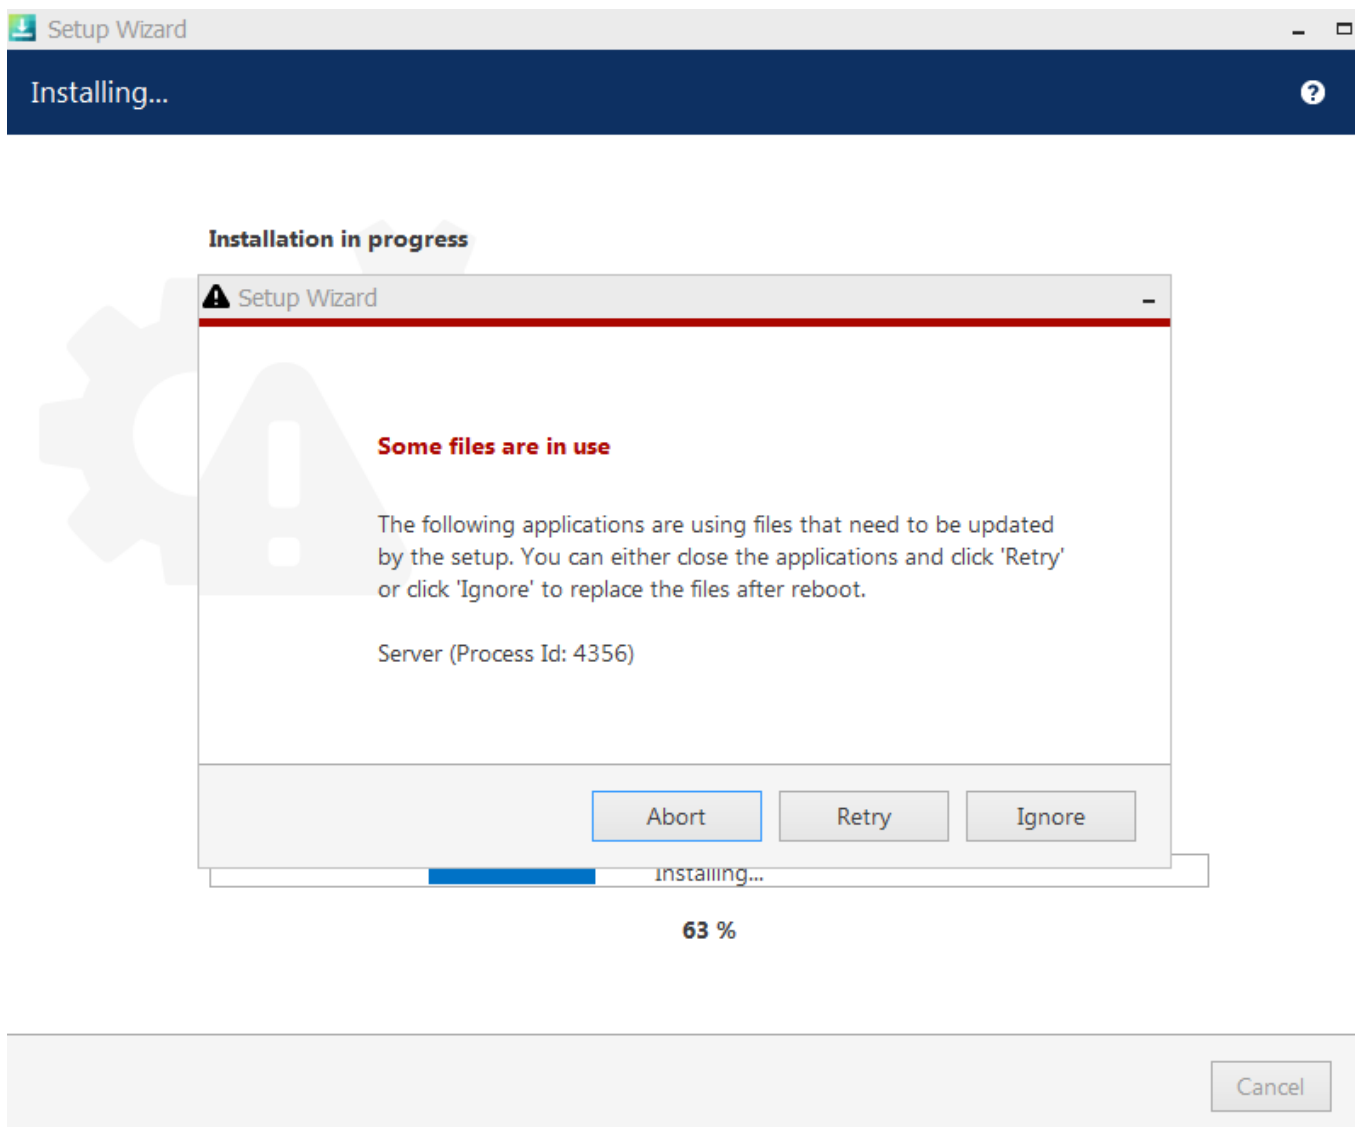 Setup Wizard
Installing...
Installation in progress
Setup Wizard
Some files are in use
The following applications are using files that need to be updated
by the setup. You can either close the applications and click 'Retry'
or click 'Ignore' to replace the files after reboot.
Server (Process Id: 4356)
Abort
Retry
Ignore
Installing...
63 %
Cancel